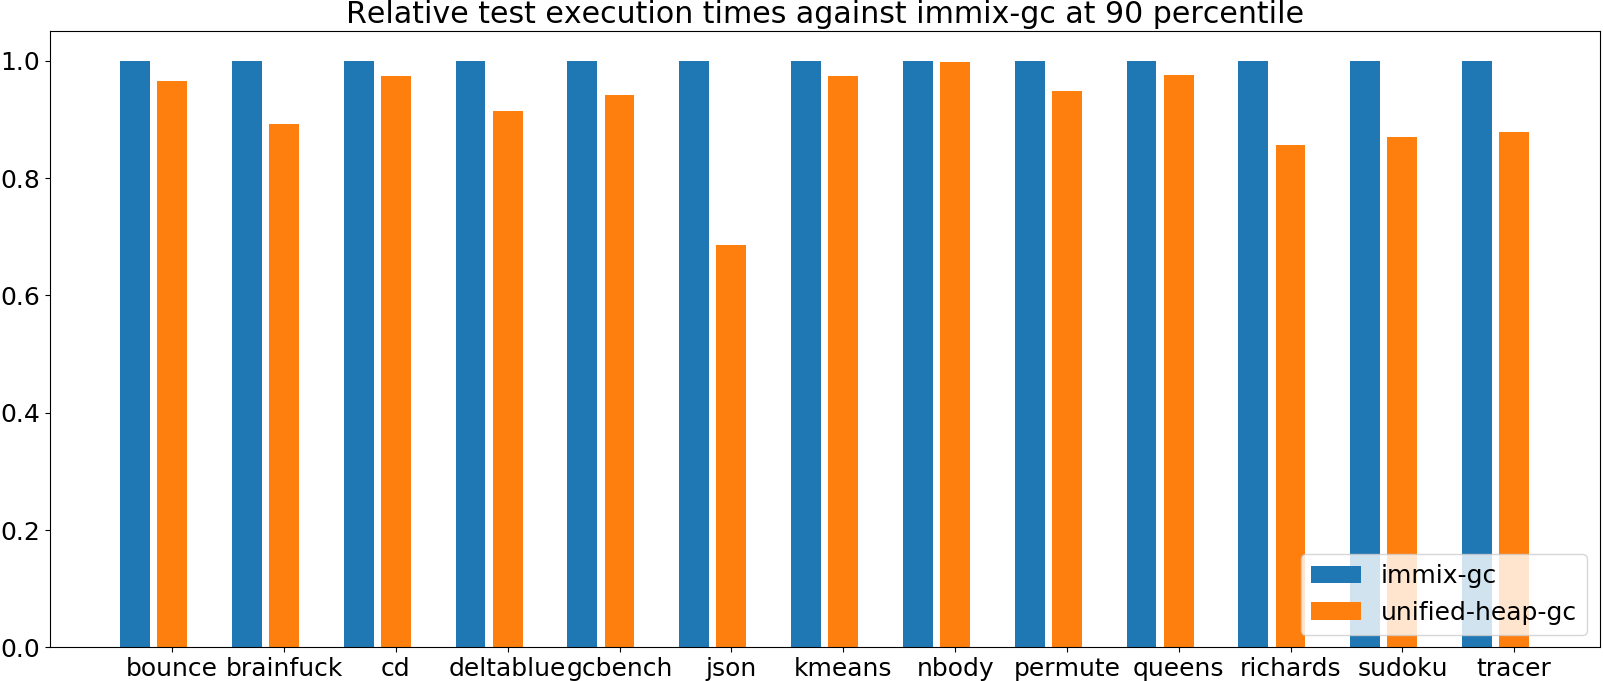 Relative test execution times against immix-gc at 90 percentile
1.0
0.8
0.6
0.4
0.2
0.0
bounce brainfuck cd deltablue gcbench json kmeans nbody permute queens richards sudoku tracer
immix-gc
unified-heap-gc